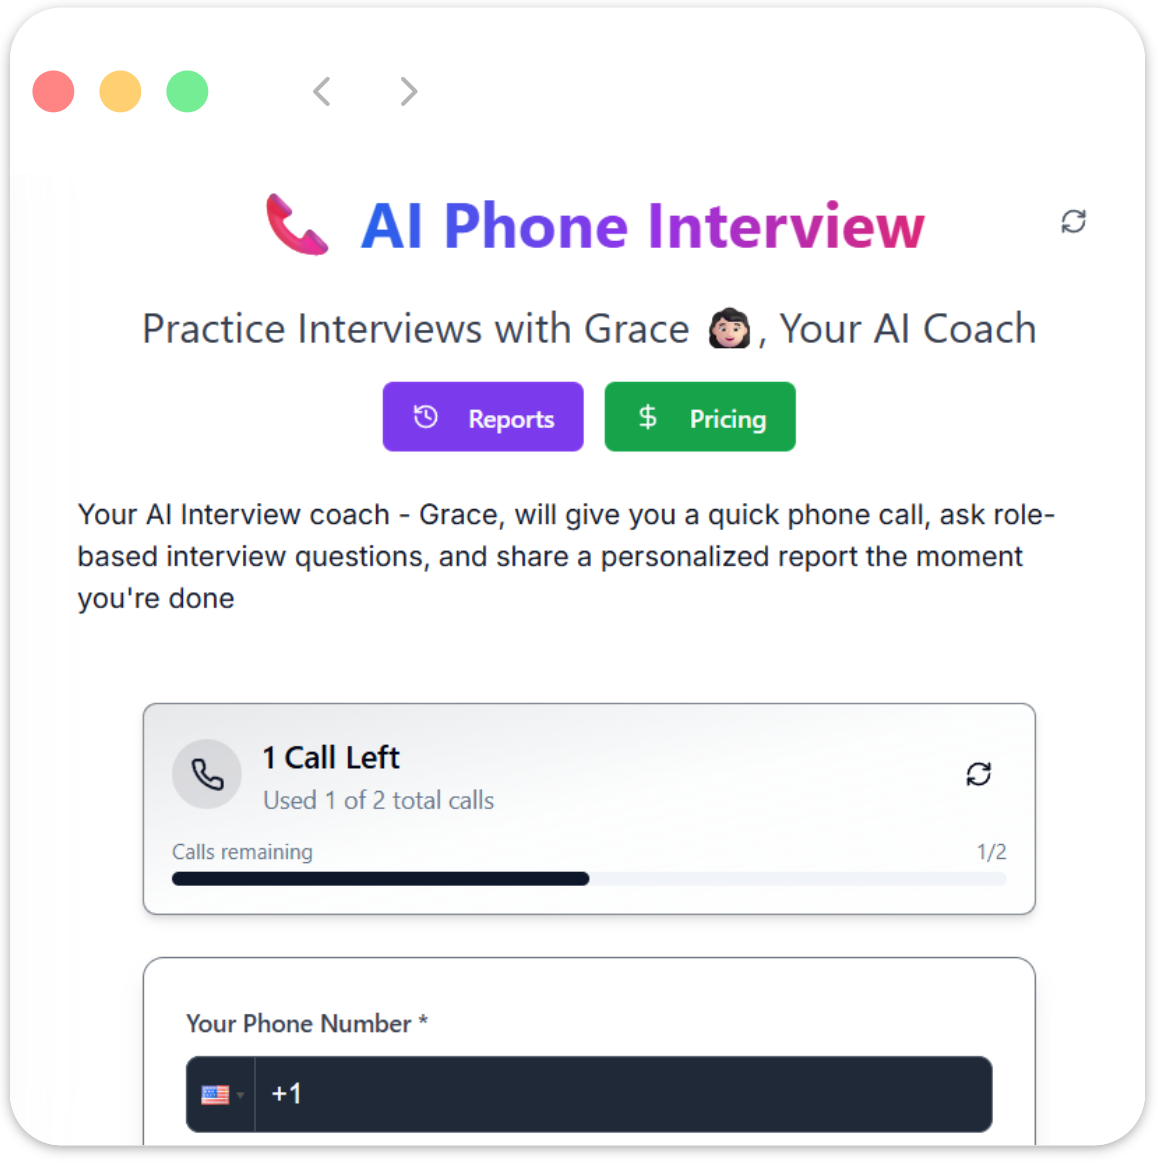 AI Phone Interview
Practice Interviews with Grace 👩🏻, Your AI Coach
Reports
Pricing
Your AI Interview coach - Grace, will give you a quick phone call, ask role-
based interview questions, and share a personalized report the moment
you're done
1 Call Left
Used 1 of 2 total calls
Calls remaining
1/2
Your Phone Number *
+1